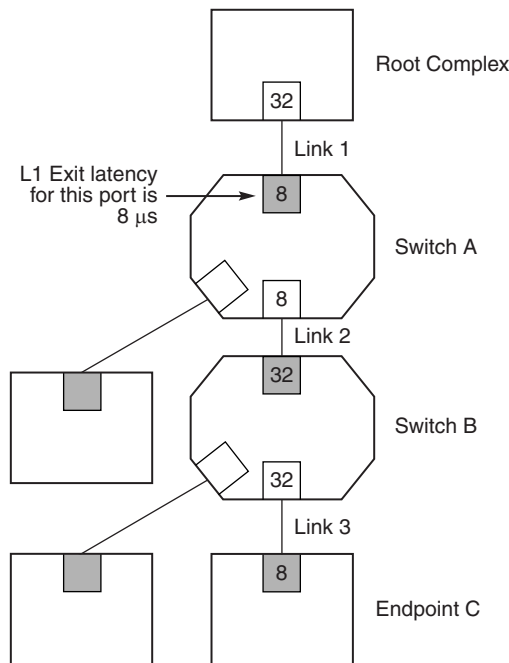 Root Complex
32
Link 1
L1 Exit latency
for this port is
8 μs
8
Switch A
8
Link 2
32
Switch B
32
Link 3
8
Endpoint C